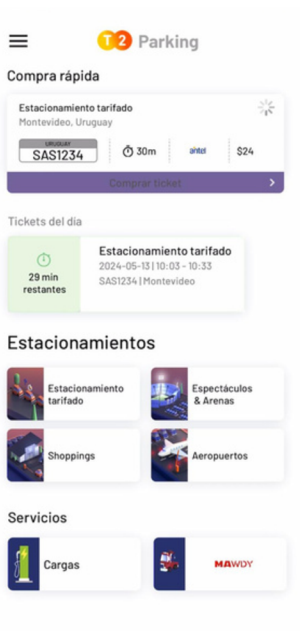 T2 Parking
Compra rápida
Estacionamiento tarifado
Montevideo, Uruguay
URUGUAY
SAS1234
30m
antel
$24
Comprar ticket
Tickets del día
29 min
restantes
Estacionamiento tarifado
2024-05-13 | 10:03 - 10:33
SAS1234 | Montevideo
Estacionamientos
Estacionamiento
tarifado
Espectáculos
& Arenas
Shoppings
Aeropuertos
Servicios
Cargas
MAWDY